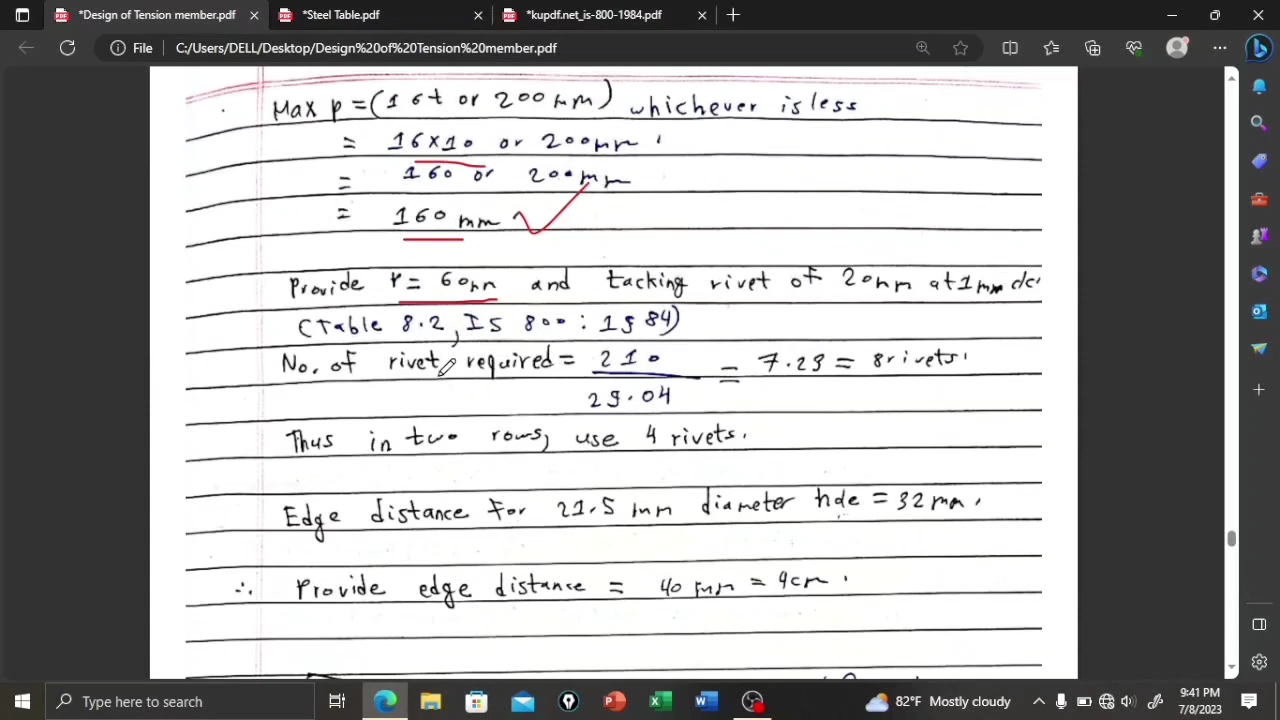 *Design of Tension member.pdf
*Steel Table.pdf
*kupdf.net_is-800-1984.pdf
File
C:/Users/DELL/Desktop/Design%20of%20Tension%20member.pdf
Max P = (16t or 200mm) whichever is less
= 16x10 or 200mm
= 160 or 200mm
= 160 mm
Provide P = 60mm and tacking rivet of 20mm at 1mm c/c
(Table 8.2, IS 800 : 1984)
No. of rivet, required = 210
29.04
= 7.23 = 8 rivets.
Thus in two rows, use 4 rivets.
Edge distance for 21.5 mm diameter hole = 32 mm.
∴ Provide edge distance = 40 mm = 4cm.
Type here to search
82°F Mostly cloudy
9:41 PM
7/8/2023